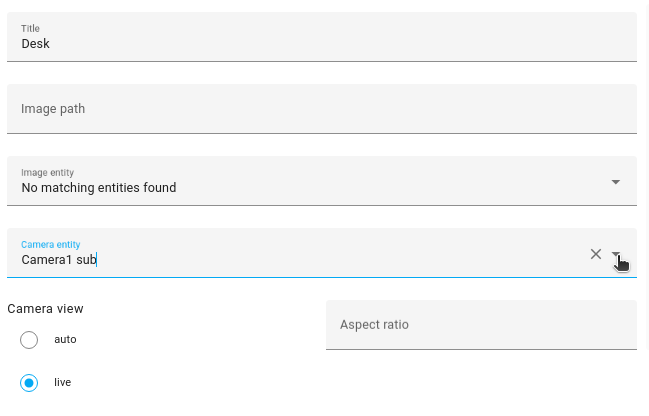 Title
Desk
Image path
Image entity
No matching entities found
Camera entity
Camera1 sub
Camera view
auto
live
Aspect ratio